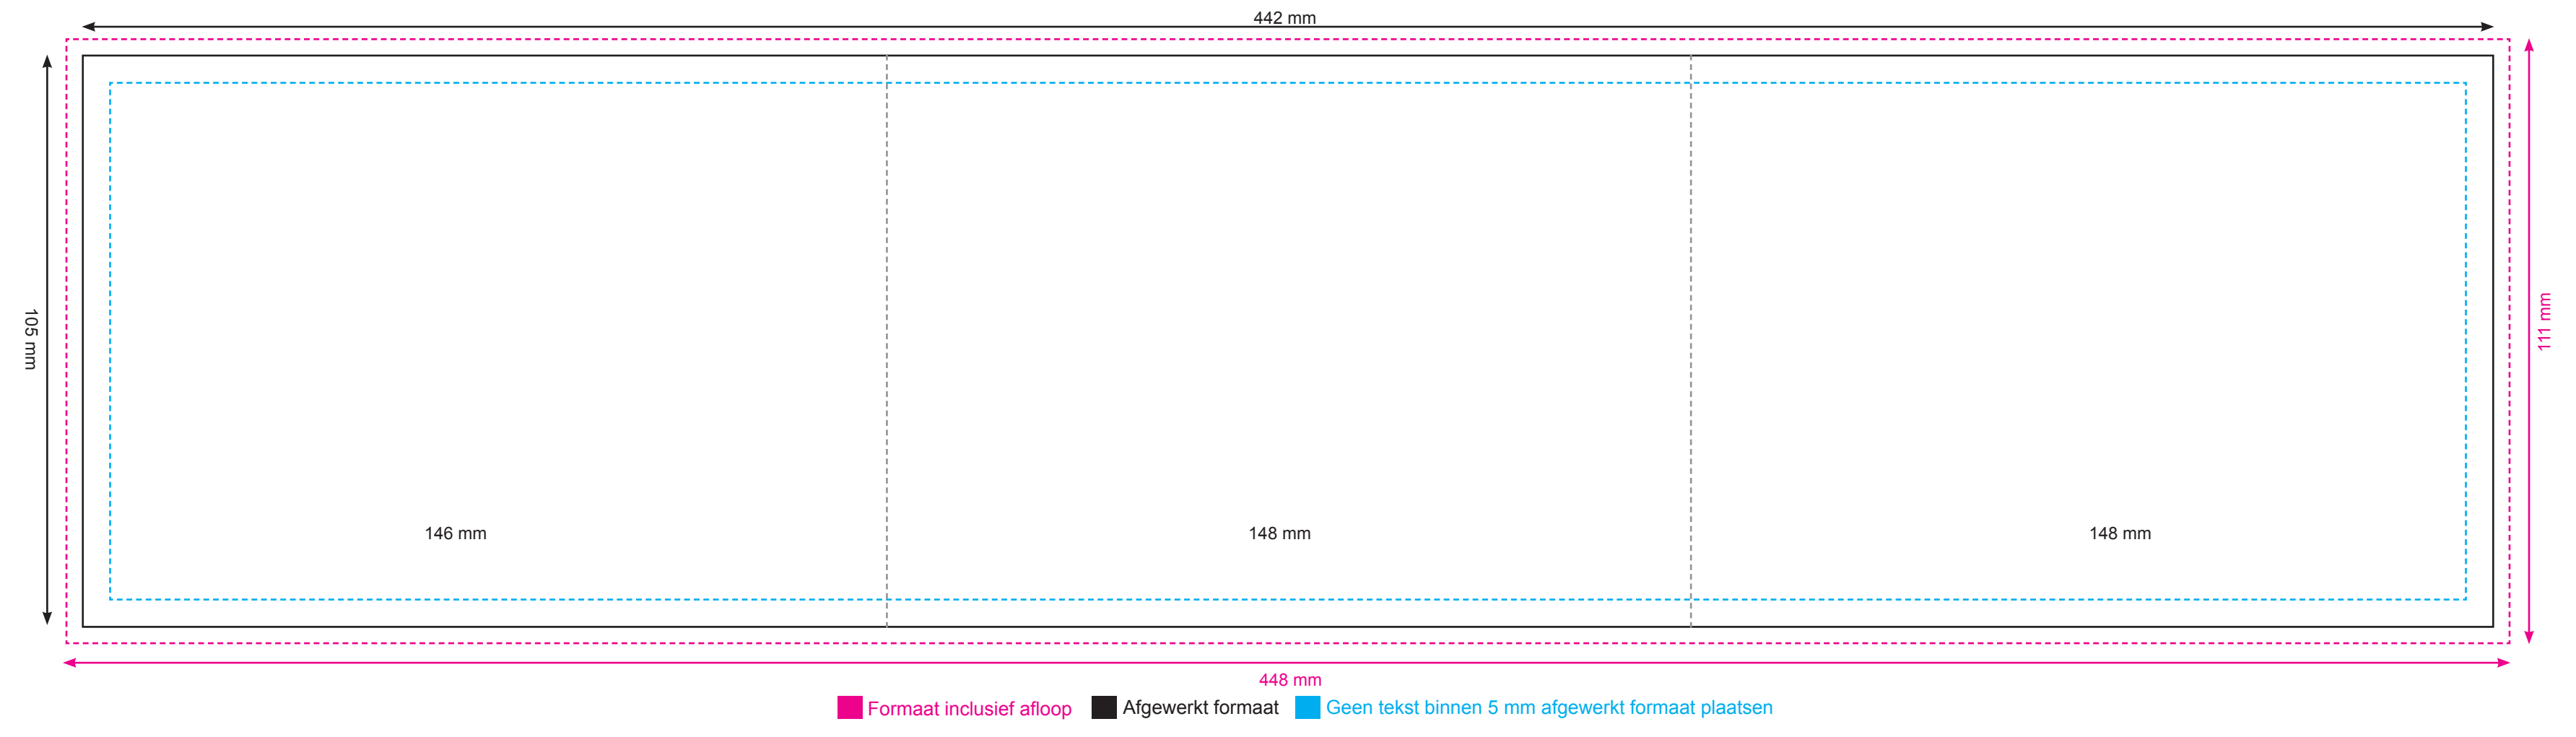 442 mm
105 mm
111 mm
146 mm
148 mm
148 mm
448 mm
Formaat inclusief afloop
Afgewerkt formaat
Geen tekst binnen 5 mm afgewerkt formaat plaatsen